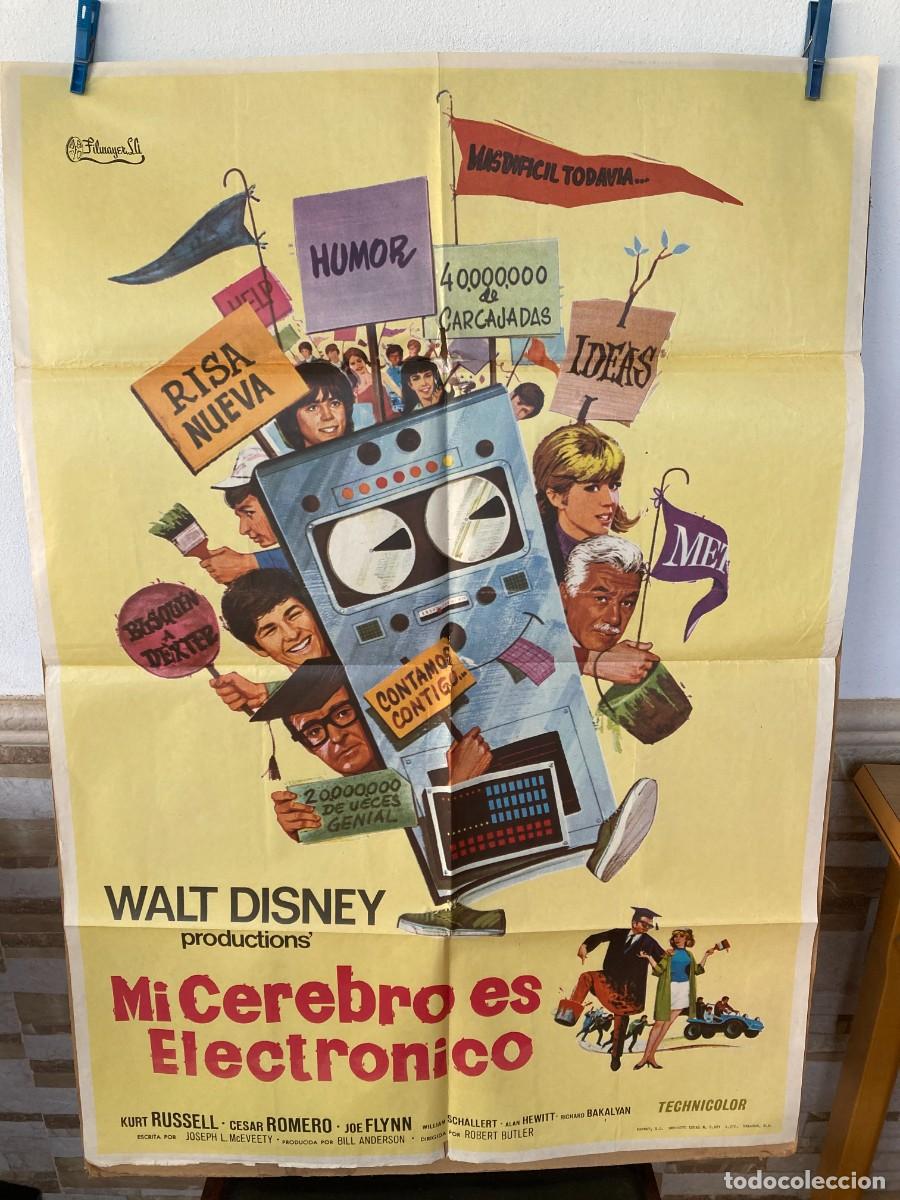 Filmayer S.A.
MAS DIFICIL TODAVIA...
HUMOR
HELP
40,000,000
de
CARCAJADAS
RISA
NUEVA
IDEAS
MET
BUSQUEN
A
DEXTER
CONTAMOS
CONTIGO...
20,000,000
DE VECES
GENIAL
WALT DISNEY
productions'
Mi Cerebro es
Electronico
KURT RUSSELL · CESAR ROMERO · JOE FLYNN · WILLIAM SCHALLERT · ALAN HEWITT · RICHARD BAKALYAN
TECHNICOLOR
ESCRITA POR JOSEPH L. McEVEETY · PRODUCIDA POR BILL ANDERSON · DIRIGIDA POR ROBERT BUTLER
todocoleccion